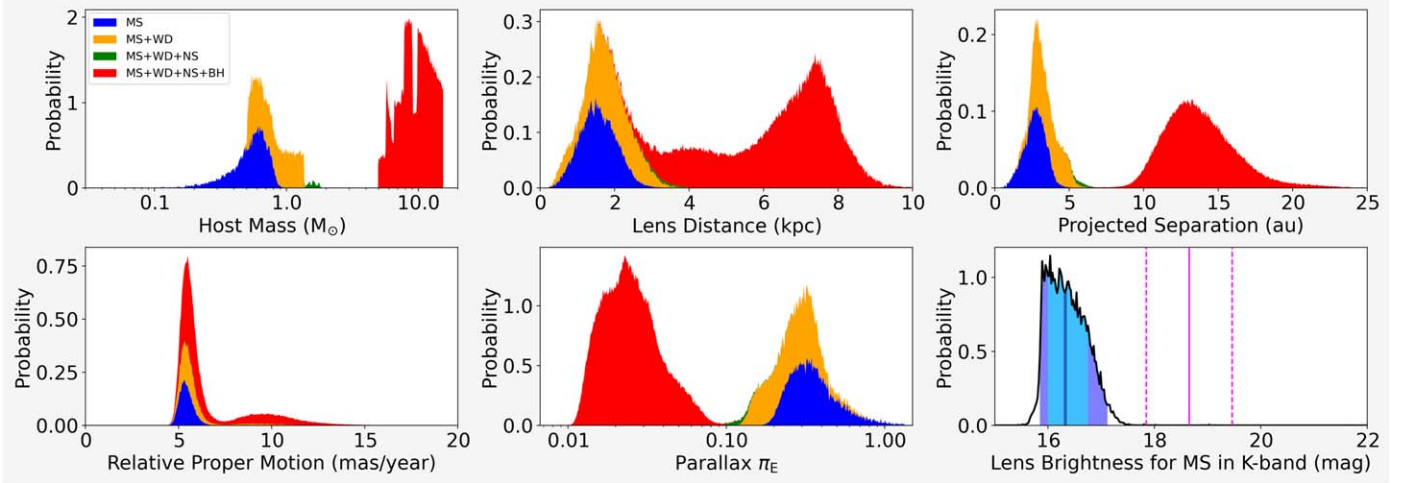 2
1
0
Probability
MS
MS+WD
MS+WD+NS
MS+WD+NS+BH
0.1
1.0
10.0
Host Mass (M⊙)
0.3
0.2
0.1
0.0
Probability
0
2
4
6
8
10
Lens Distance (kpc)
0.2
0.1
0.0
Probability
0
5
10
15
20
25
Projected Separation (au)
0.75
0.50
0.25
0.00
Probability
0
5
10
15
20
Relative Proper Motion (mas/year)
1.0
0.5
0.0
Probability
0.01
0.10
1.00
Parallax πE
1.0
0.5
0.0
Probability
16
18
20
22
Lens Brightness for MS in K-band (mag)